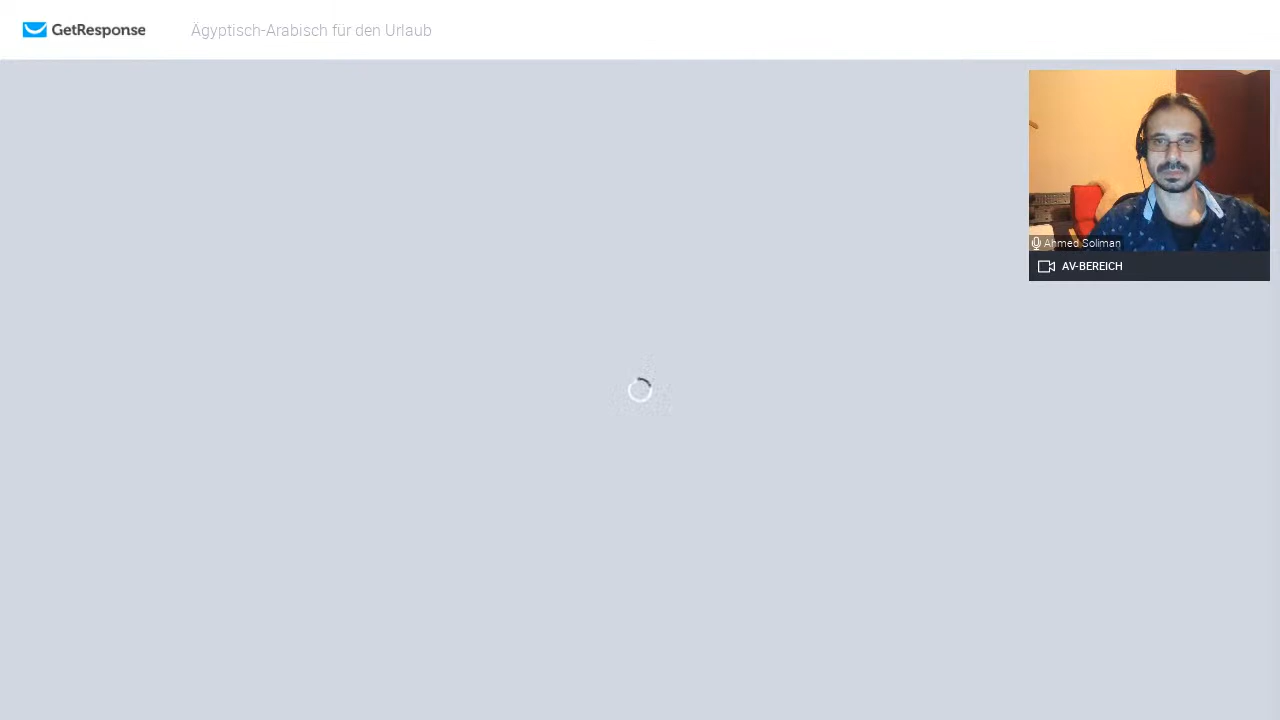 GetResponse
Ägyptisch-Arabisch für den Urlaub
Ahmed Soliman
AV-BEREICH